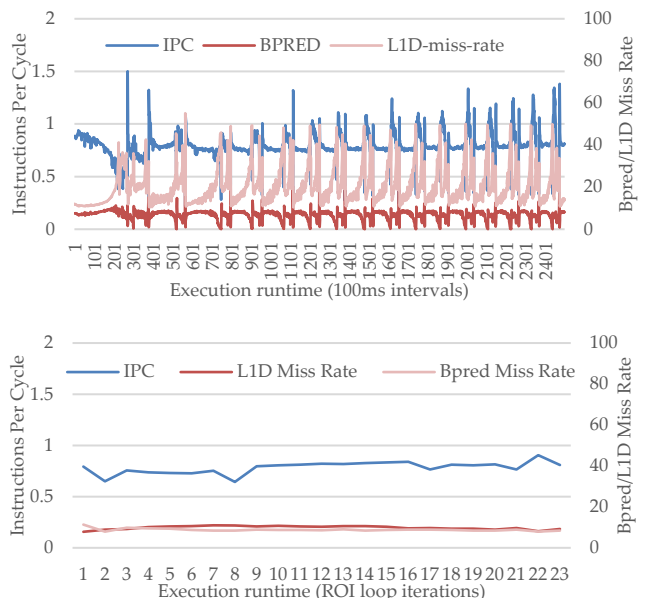 2 100
IPC BPRED L1D-miss-rate
1.5 80
1 60
40
0.5 20
0 0
Instructions Per Cycle
Bpred/L1D Miss Rate
1 101 201 301 401 501 601 701 801 901 1001 1101 1201 1301 1401 1501 1601 1701 1801 1901 2001 2101 2201 2301 2401
Execution runtime (100ms intervals)
2 100
IPC L1D Miss Rate Bpred Miss Rate
1.5 80
1 60
40
0.5 20
0 0
Instructions Per Cycle
Bpred/L1D Miss Rate
1 2 3 4 5 6 7 8 9 10 11 12 13 14 15 16 17 18 19 20 21 22 23
Execution runtime (ROI loop iterations)